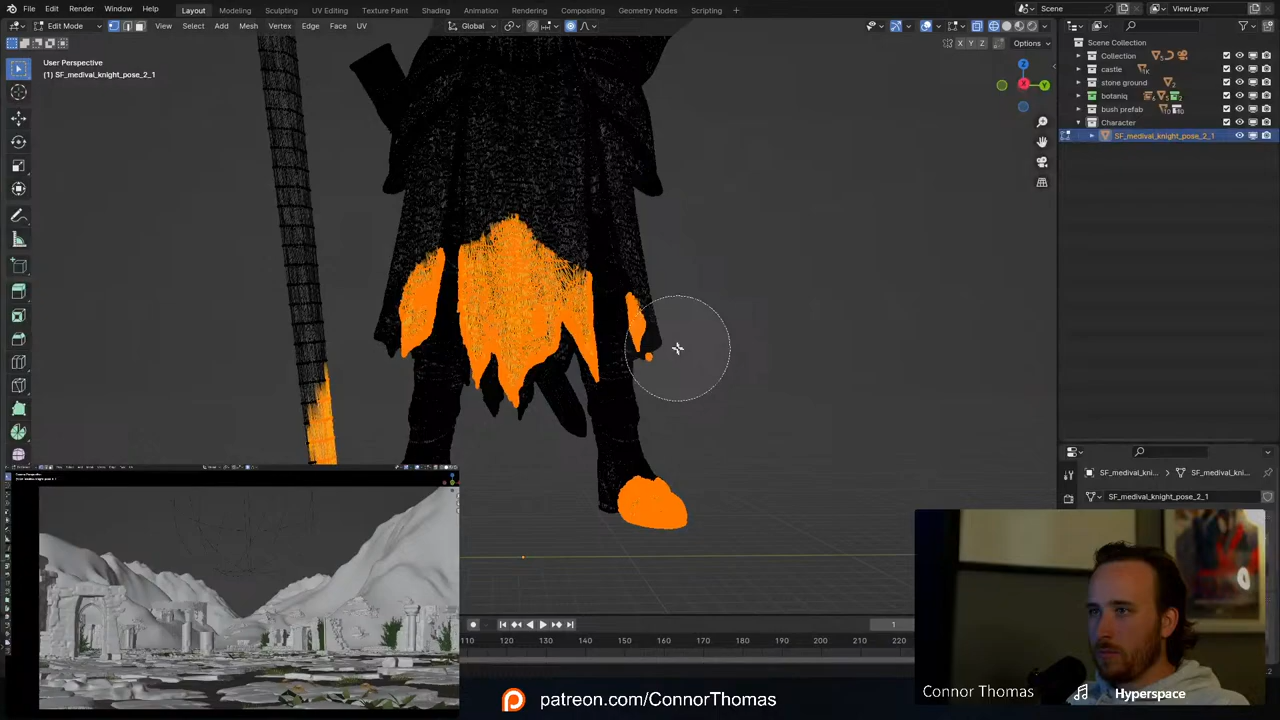 File Edit Render Window Help Layout Modeling Sculpting UV Editing Texture Paint Shading Animation Rendering Compositing Geometry Nodes Scripting + Scene ViewLayer
Edit Mode View Select Add Mesh Vertex Edge Face UV Global
X Y Z Options
User Perspective
(1) SF_medival_knight_pose_2_1
Z
X
Y
Scene Collection
Collection
castle
stone ground
botaniq
bush prefab
Character
SF_medival_knight_pose_2_1
SF_medival_kni... SF_medival_kni...
SF_medival_knight_pose_2_1
1
110 120 130 140 150 160 170 180 190 200 210 220
patreon.com/ConnorThomas
Connor Thomas Hyperspace